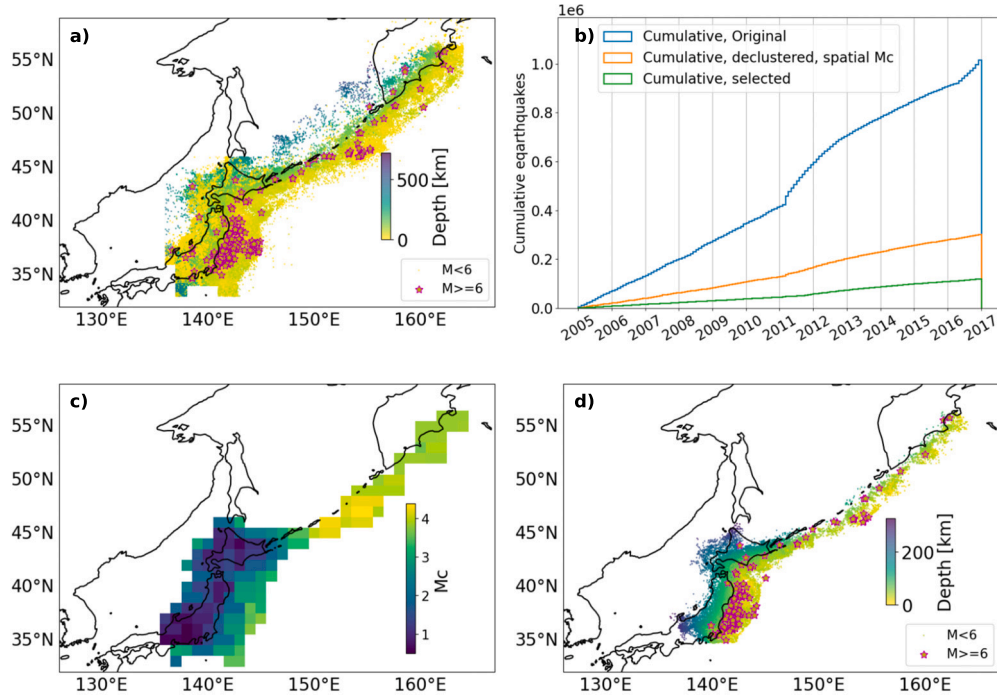 a)
55°N
50°N
45°N
40°N
35°N
130°E
140°E
150°E
160°E
500
0
Depth [km]
M<6
M>=6
b)
1e6
Cumulative, Original
Cumulative, declustered, spatial Mc
Cumulative, selected
Cumulative eqarthquakes
1.0
0.8
0.6
0.4
0.2
0.0
2005
2006
2007
2008
2009
2010
2011
2012
2013
2014
2015
2016
2017
c)
55°N
50°N
45°N
40°N
35°N
130°E
140°E
150°E
160°E
4
3
2
1
Mc
d)
55°N
50°N
45°N
40°N
35°N
130°E
140°E
150°E
160°E
200
0
Depth [km]
M<6
M>=6